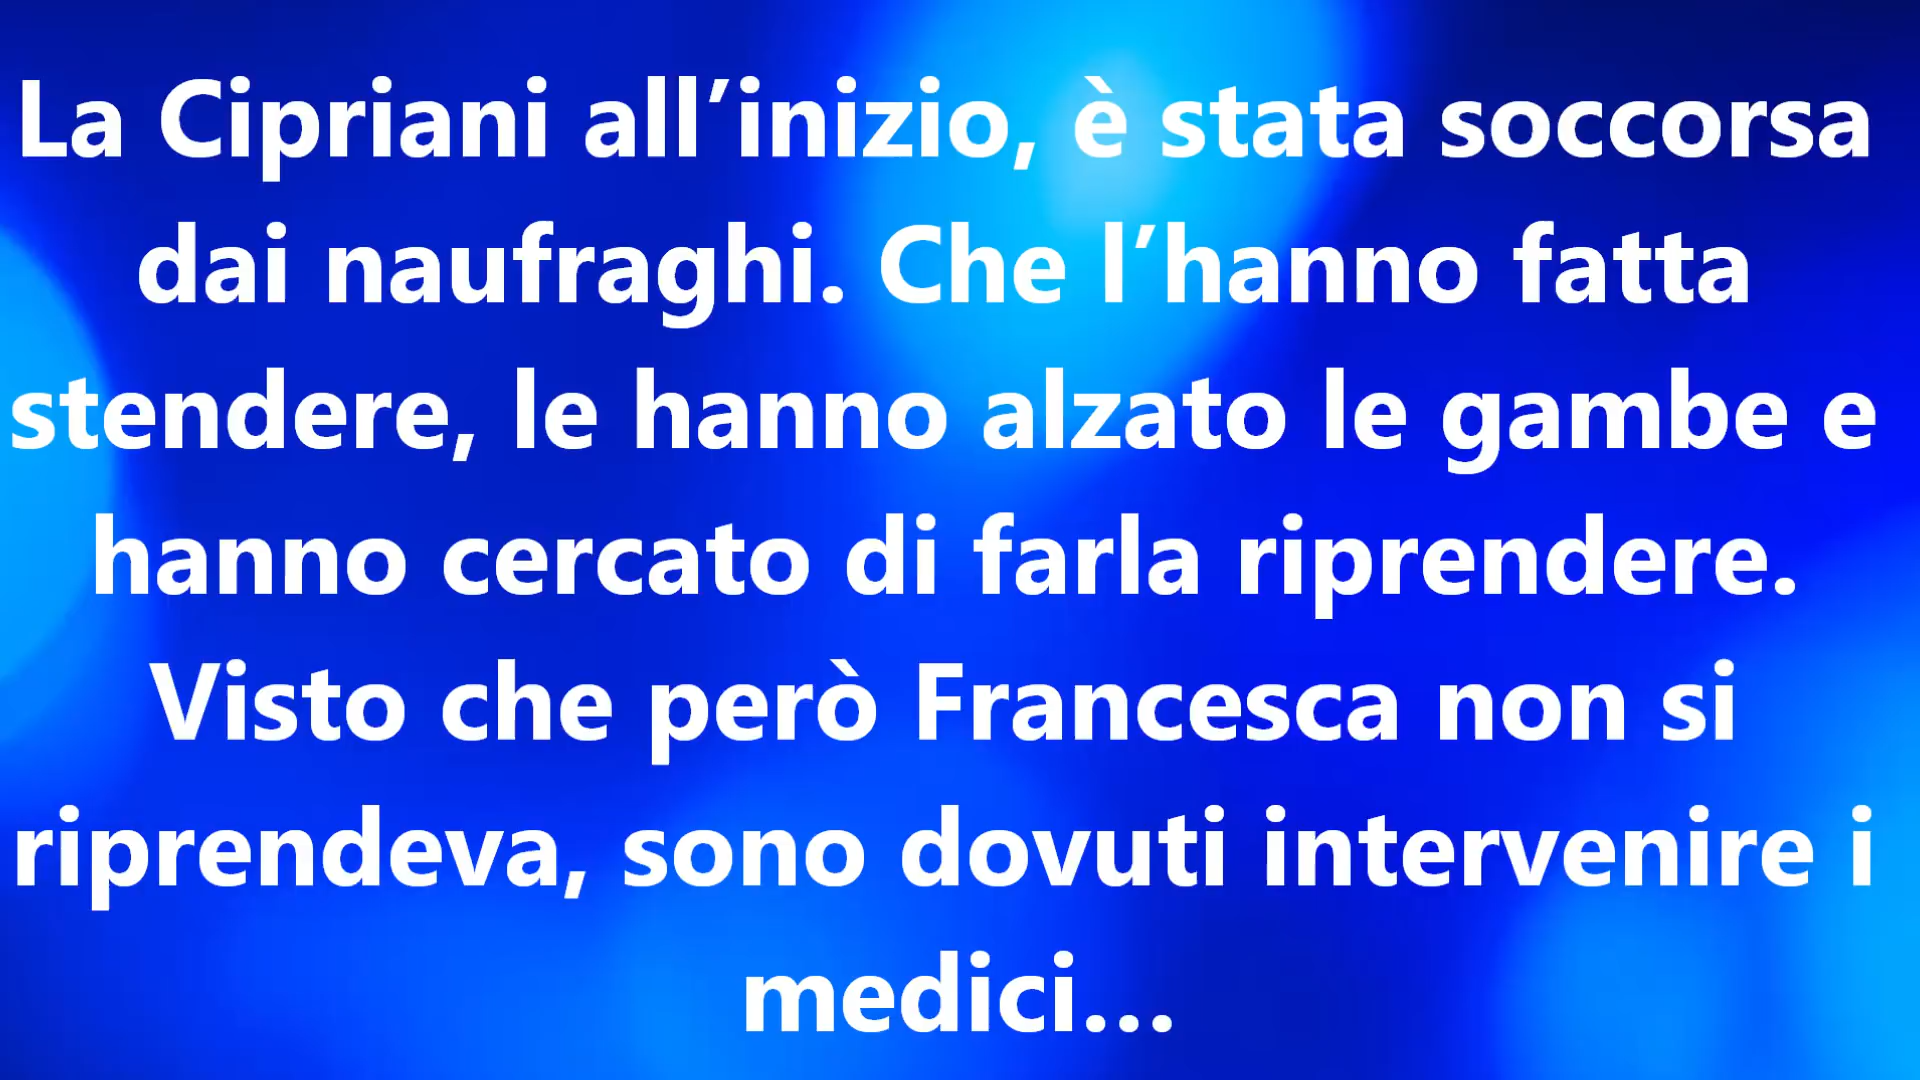 La Cipriani all’inizio, è stata soccorsa
dai naufraghi. Che l’hanno fatta
stendere, le hanno alzato le gambe e
hanno cercato di farla riprendere.
Visto che però Francesca non si
riprendeva, sono dovuti intervenire i
medici…